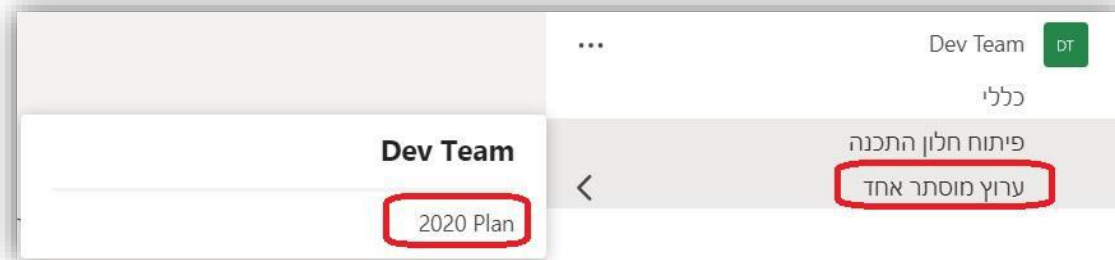 Dev Team DT
כללי
פיתוח חלון התכנה
ערוץ מוסתר אחד
Dev Team
2020 Plan